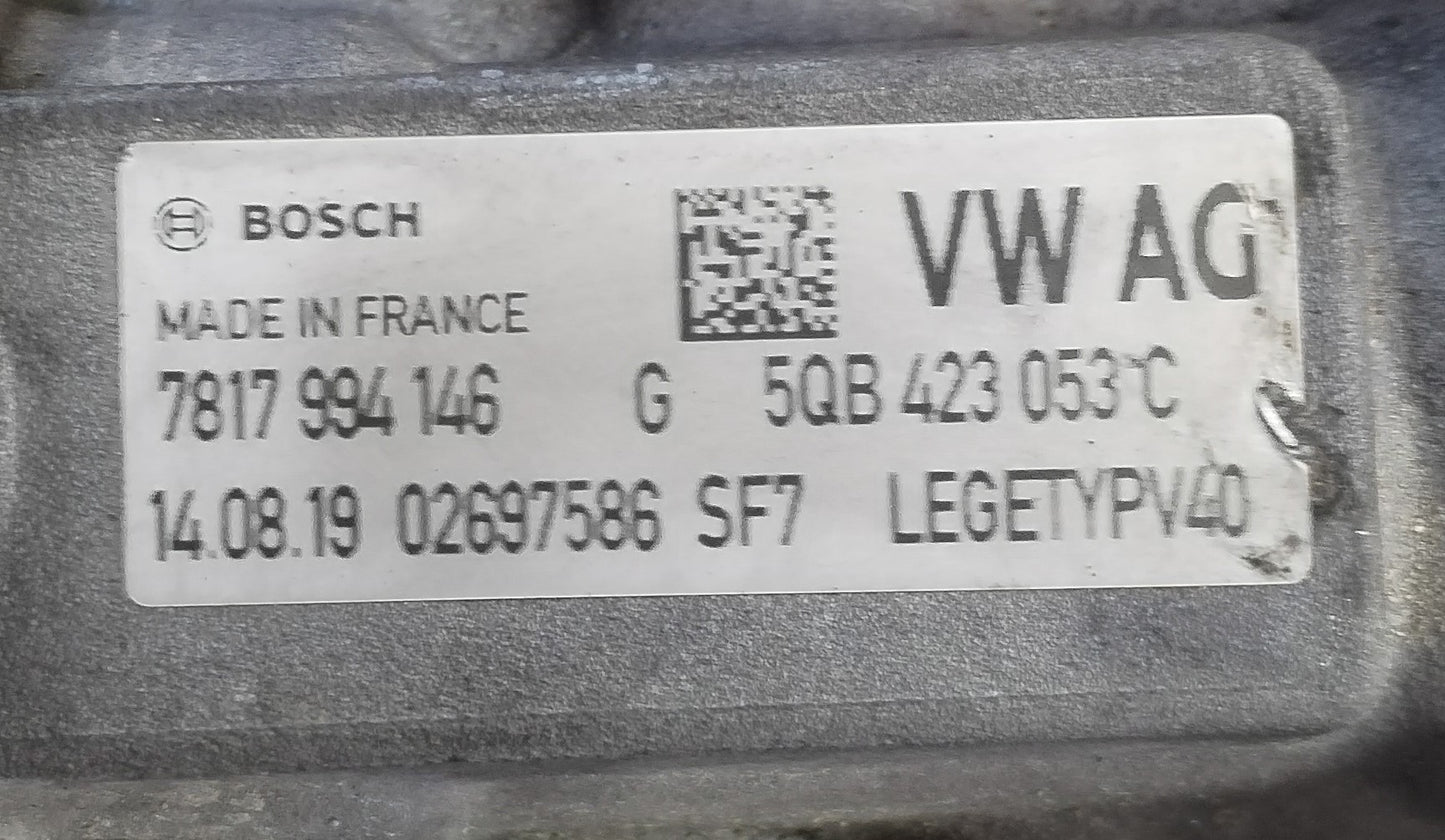 BOSCH
VW AG
MADE IN FRANCE
7817 994 146 G 5QB 423 053 C
14.08.19 02697586 SF7 LEGETYPV40